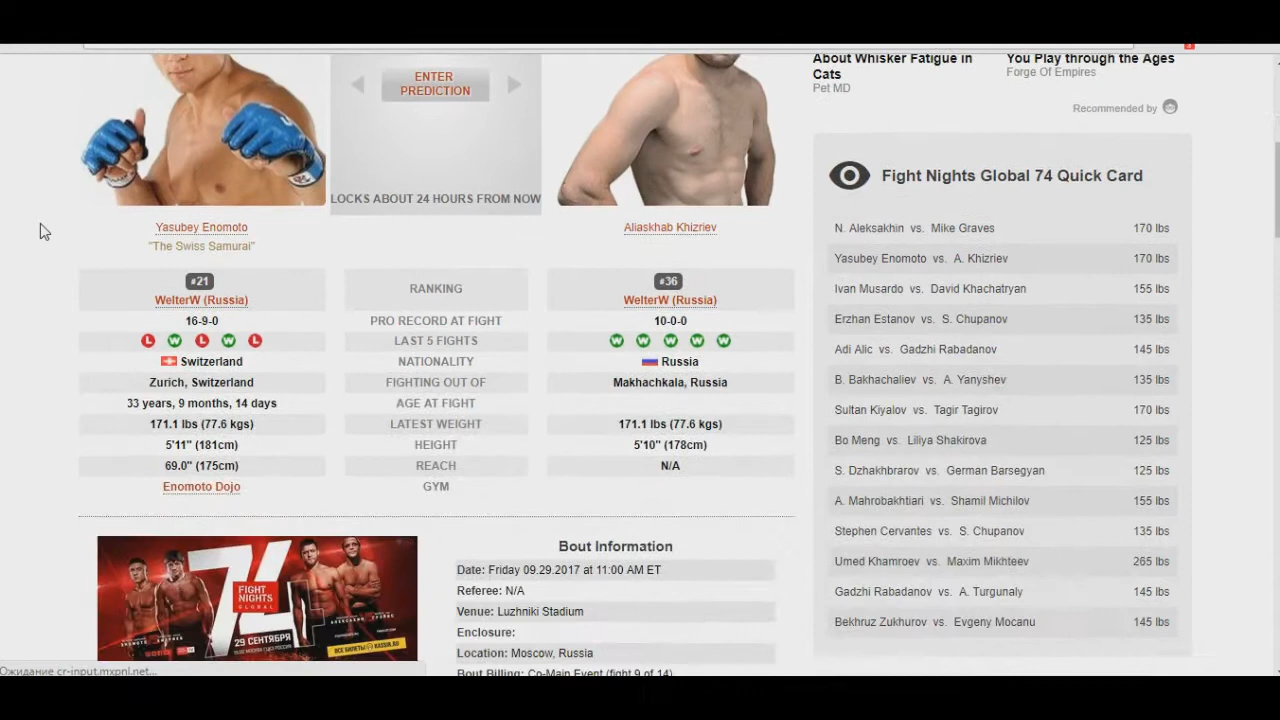 About Whisker Fatigue in
Cats
Pet MD
You Play through the Ages
Forge Of Empires
Recommended by
ENTER
PREDICTION
LOCKS ABOUT 24 HOURS FROM NOW
Yasubey Enomoto
"The Swiss Samurai"
Aliaskhab Khizriev
#21
WelterW (Russia)
RANKING
#36
WelterW (Russia)
16-9-0 PRO RECORD AT FIGHT 10-0-0
L W L W L LAST 5 FIGHTS W W W W W
Switzerland NATIONALITY Russia
Zurich, Switzerland FIGHTING OUT OF Makhachkala, Russia
33 years, 9 months, 14 days AGE AT FIGHT
171.1 lbs (77.6 kgs) LATEST WEIGHT 171.1 lbs (77.6 kgs)
5'11" (181cm) HEIGHT 5'10" (178cm)
69.0" (175cm) REACH N/A
Enomoto Dojo GYM
74
FIGHT
NIGHTS
GLOBAL
29 СЕНТЯБРЯ
Bout Information
Date: Friday 09.29.2017 at 11:00 AM ET
Referee: N/A
Venue: Luzhniki Stadium
Enclosure:
Location: Moscow, Russia
Bout Billing: Co-Main Event (fight 9 of 14)
Fight Nights Global 74 Quick Card
N. Aleksakhin vs. Mike Graves 170 lbs
Yasubey Enomoto vs. A. Khizriev 170 lbs
Ivan Musardo vs. David Khachatryan 155 lbs
Erzhan Estanov vs. S. Chupanov 135 lbs
Adi Alic vs. Gadzhi Rabadanov 145 lbs
B. Bakhachaliev vs. A. Yanyshev 135 lbs
Sultan Kiyalov vs. Tagir Tagirov 170 lbs
Bo Meng vs. Liliya Shakirova 125 lbs
S. Dzhakhbrarov vs. German Barsegyan 125 lbs
A. Mahrobakhtiari vs. Shamil Michilov 155 lbs
Stephen Cervantes vs. S. Chupanov 135 lbs
Umed Khamroev vs. Maxim Mikhteev 265 lbs
Gadzhi Rabadanov vs. A. Turgunaly 145 lbs
Bekhruz Zukhurov vs. Evgeny Mocanu 145 lbs
Ожидание cr-input.mxpnl.net...